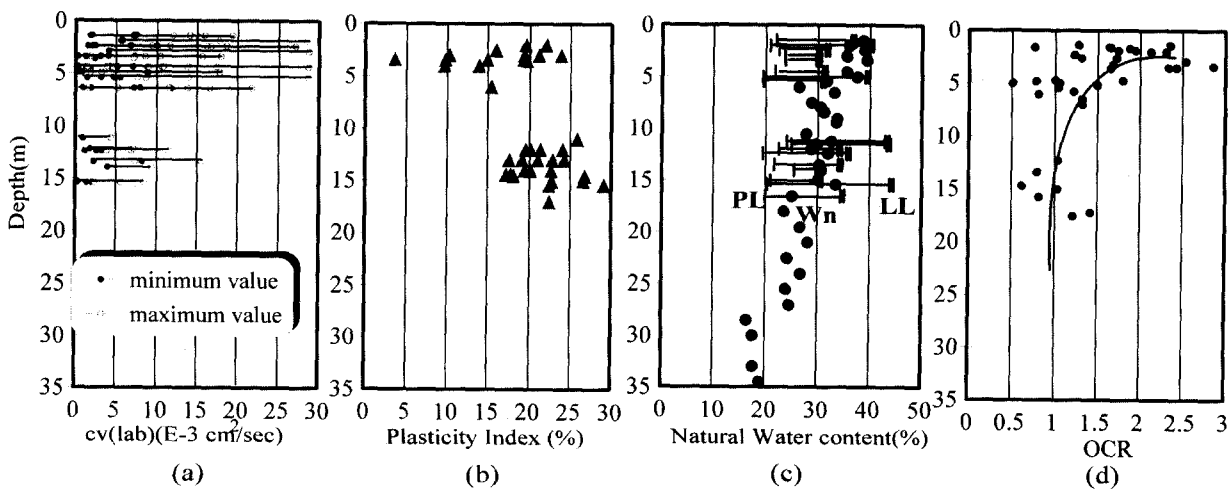 0
5
10
15
20
25
30
35
Depth(m)
minimum value
maximum value
0 5 10 15 20 25 30
cv(lab)(E-3 cm2/sec)
(a)
0
5
10
15
20
25
30
35
0 5 10 15 20 25 30
Plasticity Index (%)
(b)
0
5
10
15
20
25
30
35
PL Wn LL
0 10 20 30 40 50
Natural Water content(%)
(c)
0
5
10
15
20
25
30
35
0 0.5 1 1.5 2 2.5 3
OCR
(d)